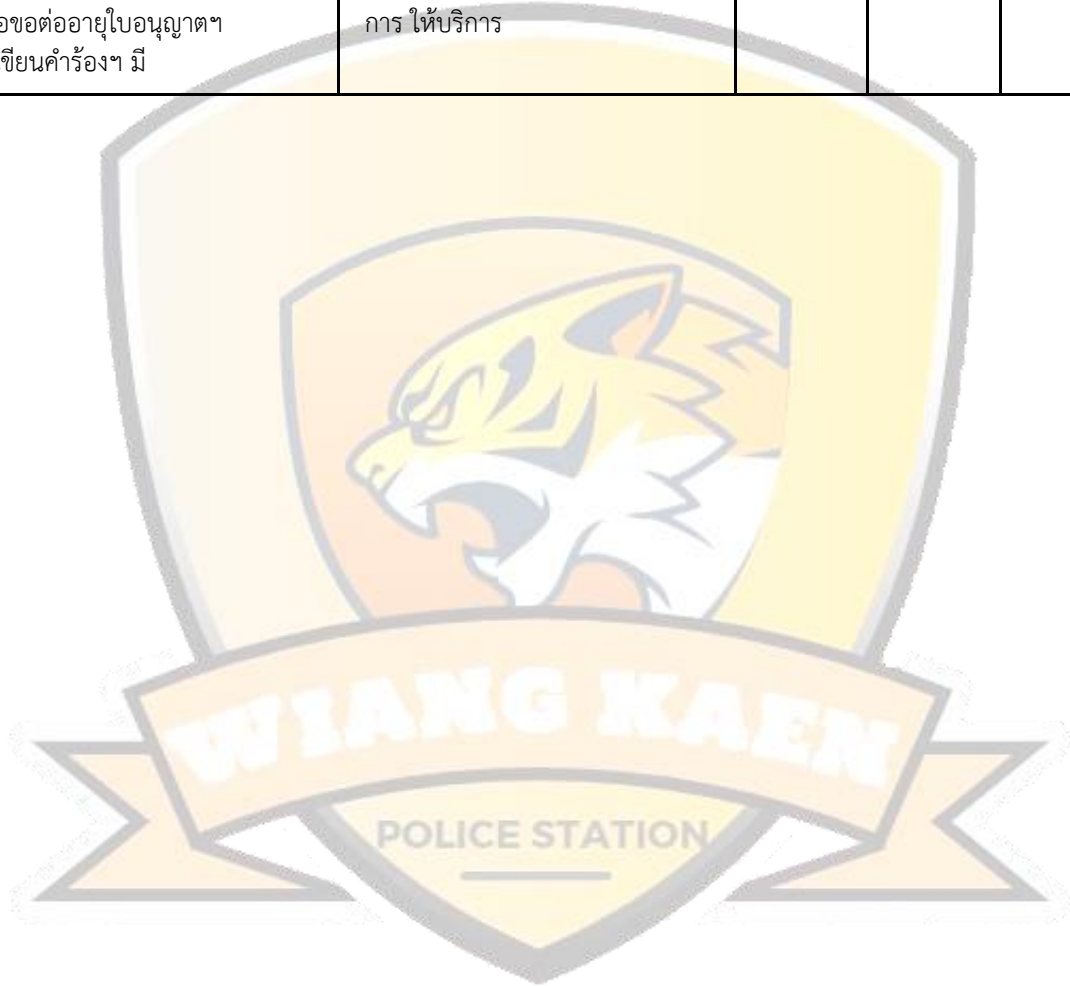 อขอต่ออายุใบอนุญาตฯ
ขียนคำร้องฯ มี
การ ให้บริการ
WIANG KAEN
POLICE STATION